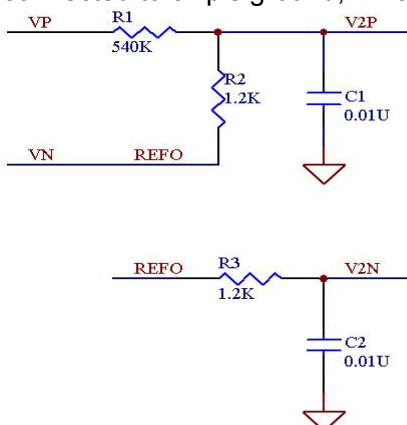 VP R1 V2P
540K
R2
1.2K
C1
0.01U
VN REFO
REFO R3 V2N
1.2K
C2
0.01U